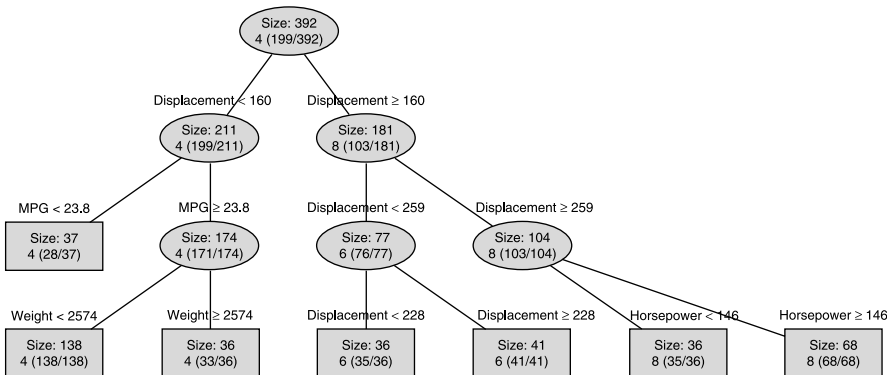 Size: 392
4 (199/392)
Displacement < 160
Displacement ≥ 160
Size: 211
4 (199/211)
Size: 181
8 (103/181)
MPG < 23.8
MPG ≥ 23.8
Displacement < 259
Displacement ≥ 259
Size: 37
4 (28/37)
Size: 174
4 (171/174)
Size: 77
6 (76/77)
Size: 104
8 (103/104)
Weight < 2574
Weight ≥ 2574
Displacement < 228
Displacement ≥ 228
Horsepower < 146
Horsepower ≥ 146
Size: 138
4 (138/138)
Size: 36
4 (33/36)
Size: 36
6 (35/36)
Size: 41
6 (41/41)
Size: 36
8 (35/36)
Size: 68
8 (68/68)